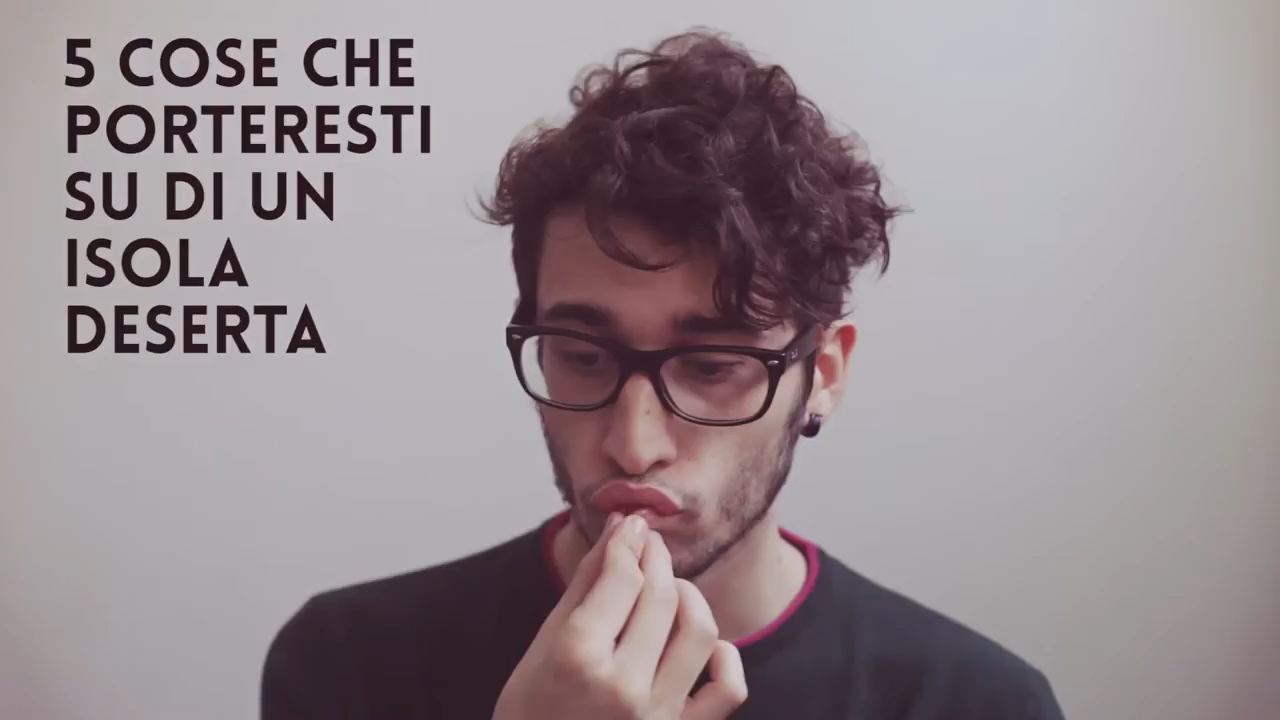 5 COSE CHE
PORTERESTI
SU DI UN
ISOLA
DESERTA